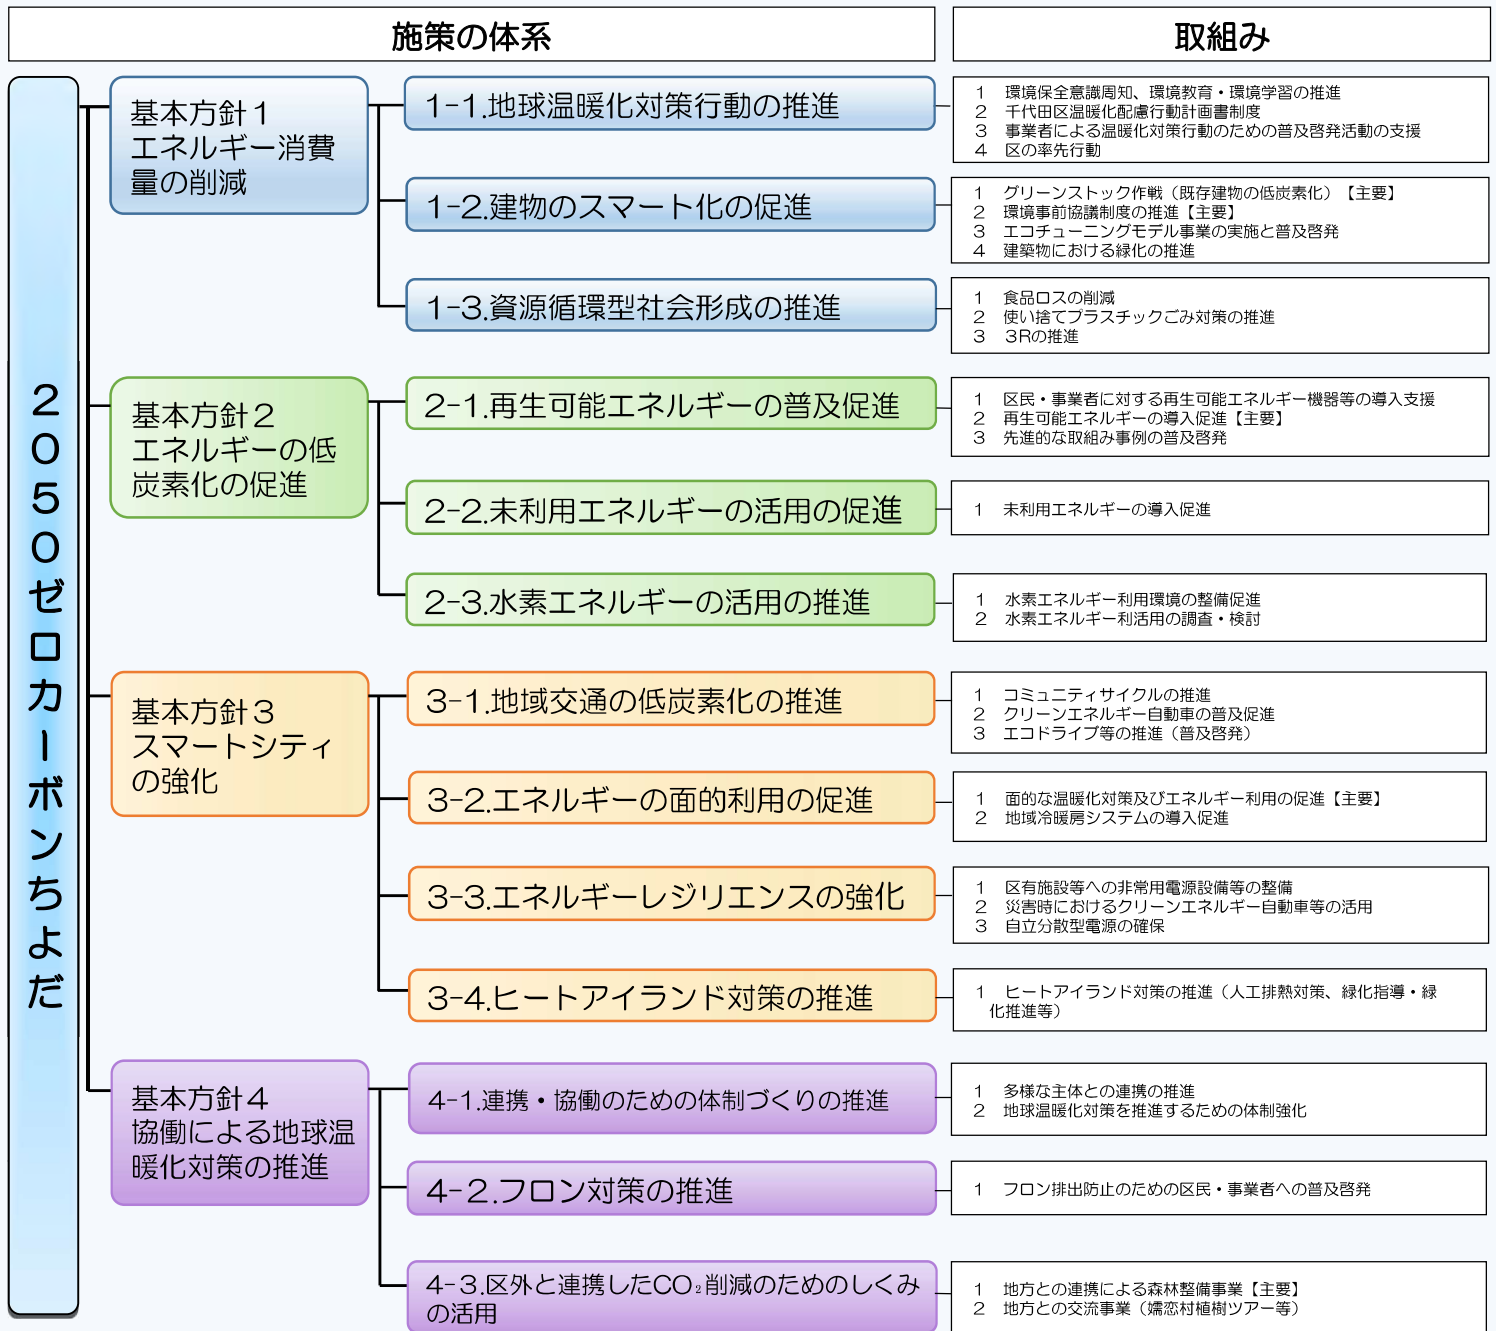 施策の体系
取組み
2050ゼロカーボンちよだ
基本方針1
エネルギー消費
量の削減
1-1.地球温暖化対策行動の推進
1 環境保全意識周知、環境教育・環境学習の推進
2 千代田区温暖化配慮行動計画書制度
3 事業者による温暖化対策行動のための普及啓発活動の支援
4 区の率先行動
1-2.建物のスマート化の促進
1 グリーンストック作戦（既存建物の低炭素化）【主要】
2 環境事前協議制度の推進【主要】
3 エコチューニングモデル事業の実施と普及啓発
4 建築物における緑化の推進
1-3.資源循環型社会形成の推進
1 食品ロスの削減
2 使い捨てプラスチックごみ対策の推進
3 3Rの推進
基本方針2
エネルギーの低
炭素化の促進
2-1.再生可能エネルギーの普及促進
1 区民・事業者に対する再生可能エネルギー機器等の導入支援
2 再生可能エネルギーの導入促進【主要】
3 先進的な取組み事例の普及啓発
2-2.未利用エネルギーの活用の促進
1 未利用エネルギーの導入促進
2-3.水素エネルギーの活用の推進
1 水素エネルギー利用環境の整備促進
2 水素エネルギー利活用の調査・検討
基本方針3
スマートシティ
の強化
3-1.地域交通の低炭素化の推進
1 コミュニティサイクルの推進
2 クリーンエネルギー自動車の普及促進
3 エコドライブ等の推進（普及啓発）
3-2.エネルギーの面的利用の促進
1 面的な温暖化対策及びエネルギー利用の促進【主要】
2 地域冷暖房システムの導入促進
3-3.エネルギーレジリエンスの強化
1 区有施設等への非常用電源設備等の整備
2 災害時におけるクリーンエネルギー自動車等の活用
3 自立分散型電源の確保
3-4.ヒートアイランド対策の推進
1 ヒートアイランド対策の推進（人工排熱対策、緑化指導・緑
化推進等）
基本方針4
協働による地球温
暖化対策の推進
4-1.連携・協働のための体制づくりの推進
1 多様な主体との連携の推進
2 地球温暖化対策を推進するための体制強化
4-2.フロン対策の推進
1 フロン排出防止のための区民・事業者への普及啓発
4-3.区外と連携したCO₂削減のためのしくみ
の活用
1 地方との連携による森林整備事業【主要】
2 地方との交流事業（嬬恋村植樹ツアー等）